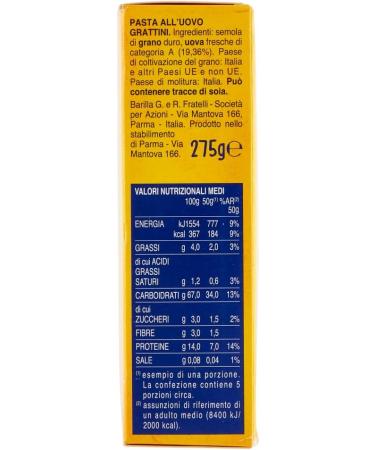 PASTA ALL'UOVO
GRATTINI. Ingredienti: semola
di grano duro, uova fresche di
categoria A (19,36%). Paese
di coltivazione del grano: Italia
e altri Paesi UE e non UE.
Paese di molitura: Italia. Può
contenere tracce di soia.
Barilla G. e R. Fratelli - Società
per Azioni - Via Mantova 166,
Parma - Italia. Prodotto nello
stabilimento
di Parma - Via
Mantova 166.
275g℮
VALORI NUTRIZIONALI MEDI
100g 50g(1) %AR(2)
50g
ENERGIA kJ1554 777 - 9%
kcal 367 184 9%
GRASSI g 4,0 2,0 3%
di cui ACIDI
GRASSI
SATURI g 1,2 0,6 3%
CARBOIDRATI g 67,0 34,0 13%
di cui
ZUCCHERI g 3,0 1,5 2%
FIBRE g 3,0 1,5
PROTEINE g 14,0 7,0 14%
SALE g 0,08 0,04 1%
(1) esempio di una porzione.
La confezione contiene 5
porzioni circa.
(2) assunzioni di riferimento di
un adulto medio (8400 kJ/
2000 kcal).